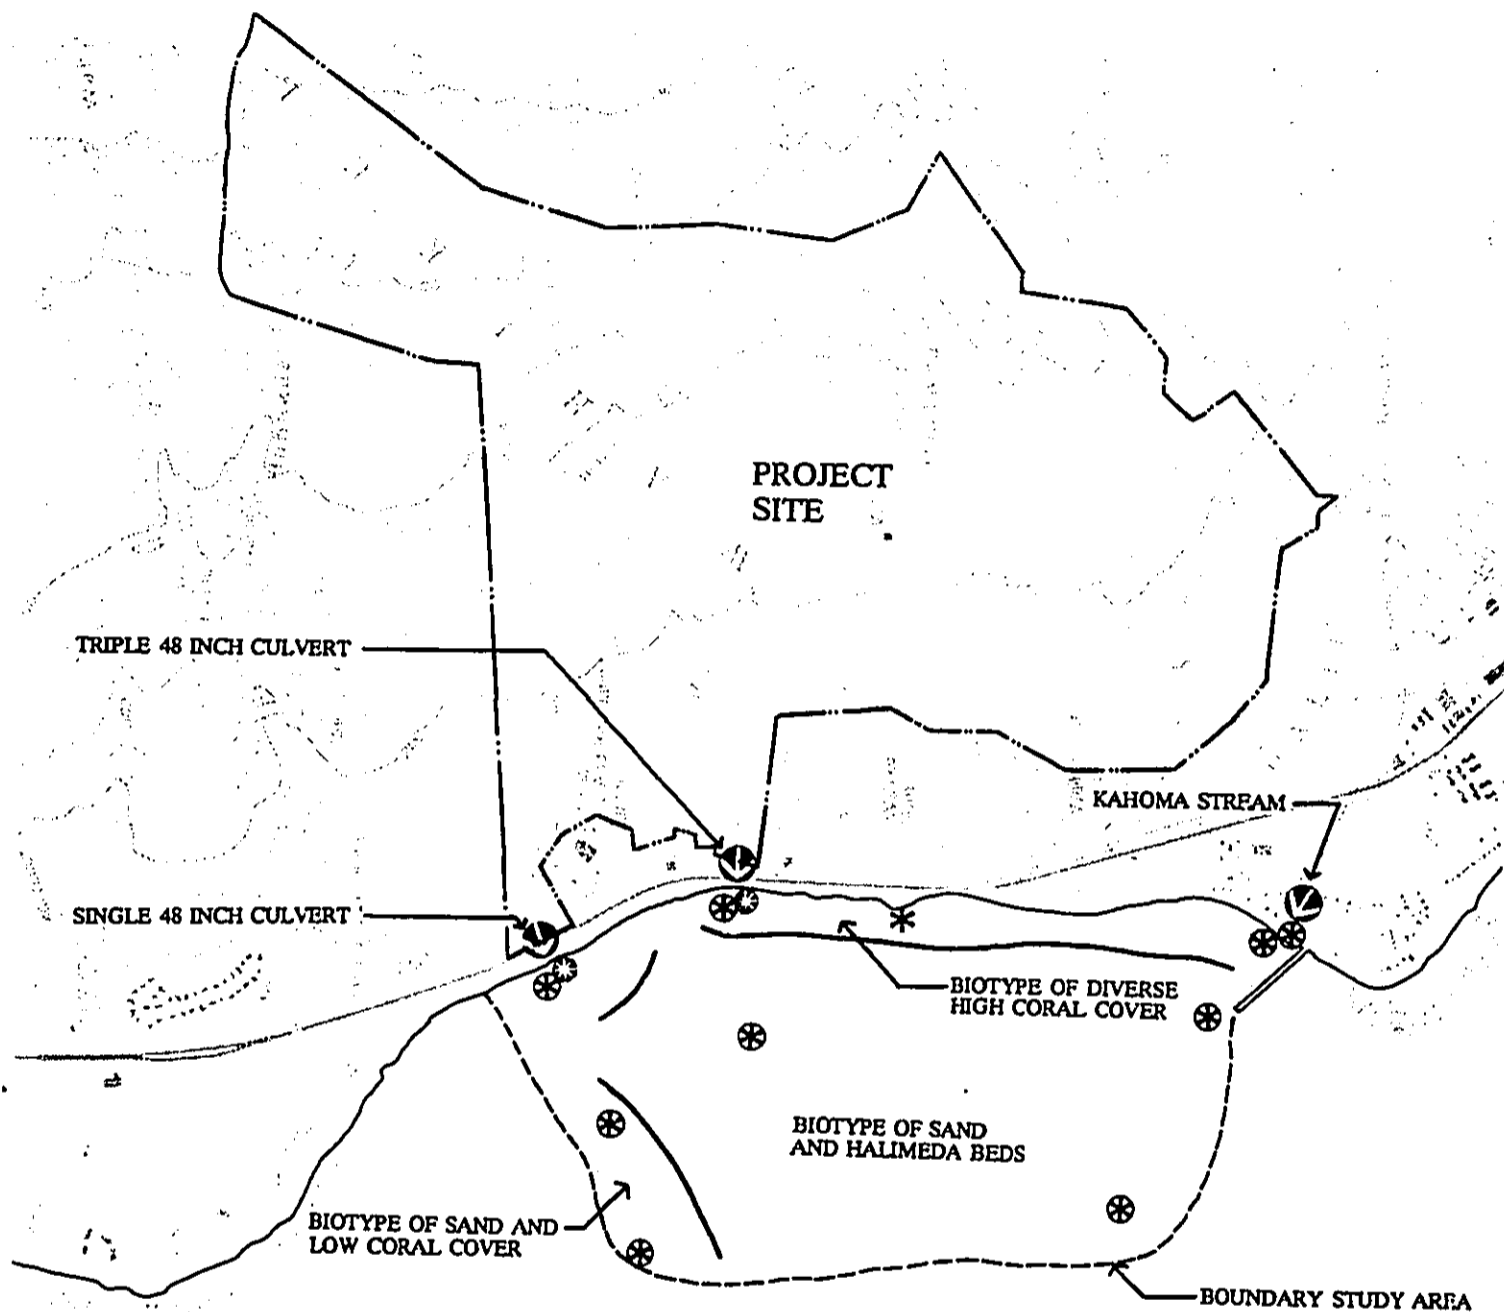 PROJECT
SITE
TRIPLE 48 INCH CULVERT
KAHOMA STREAM
SINGLE 48 INCH CULVERT
BIOTYPE OF DIVERSE
HIGH CORAL COVER
BIOTYPE OF SAND
AND HALIMEDA BEDS
BIOTYPE OF SAND AND
LOW CORAL COVER
BOUNDARY STUDY AREA